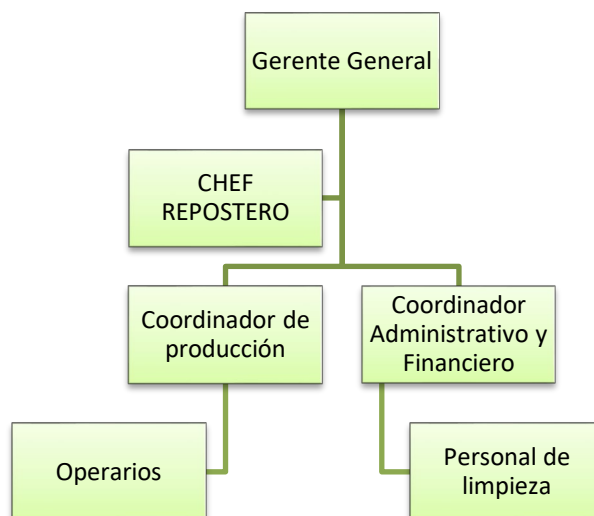 Gerente General
CHEF
REPOSTERO
Coordinador de
producción
Coordinador
Administrativo y
Financiero
Operarios
Personal de
limpieza